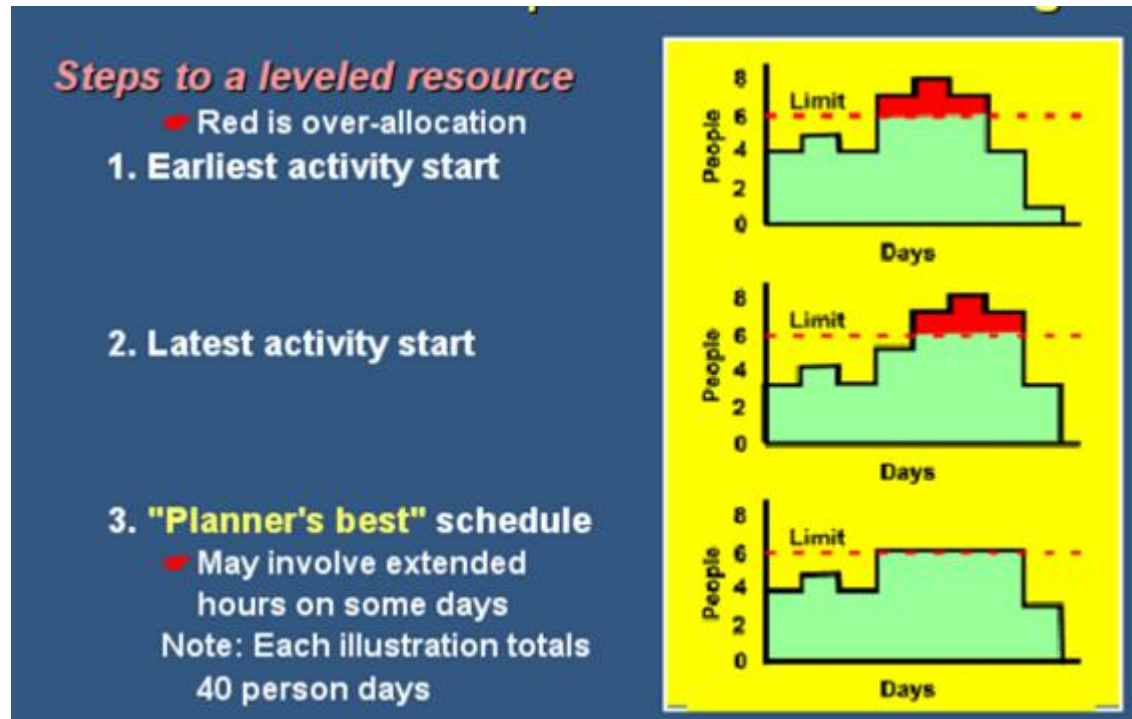 Steps to a leveled resource
Red is over-allocation
1. Earliest activity start
8
Limit
6
4
2
0
People
Days
2. Latest activity start
8
Limit
6
4
2
0
People
Days
3. "Planner's best" schedule
May involve extended
hours on some days
Note: Each illustration totals
40 person days
8
Limit
6
4
2
0
People
Days